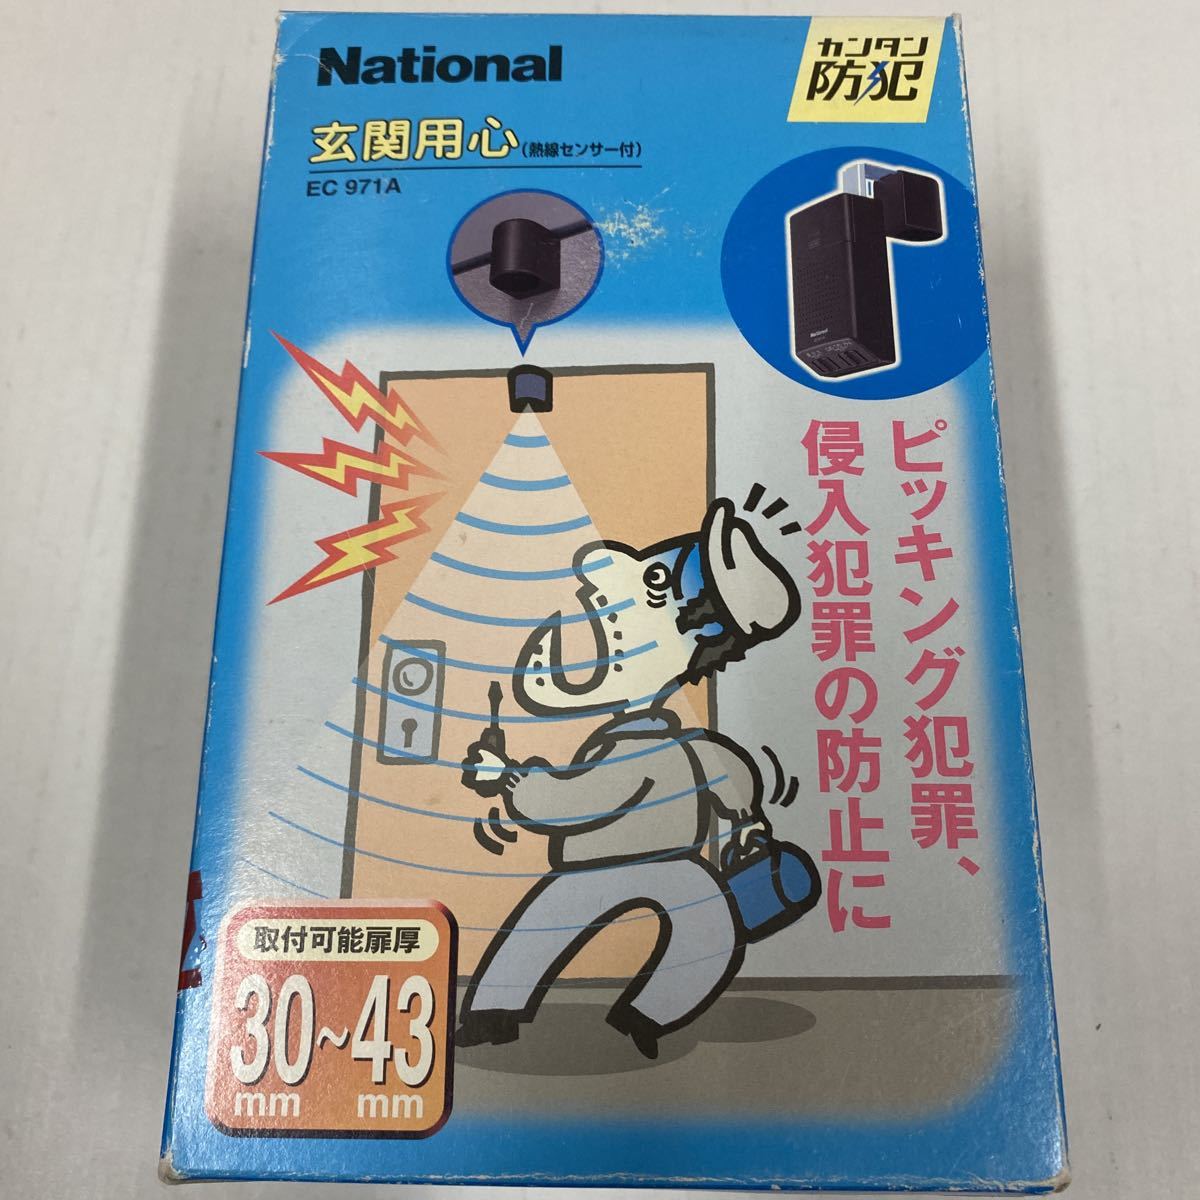 National
カンタン
防犯
玄関用心(熱線センサー付)
EC 971A
National
ピッキング犯罪、
侵入犯罪の防止に
取付可能扉厚
30~43
mm mm